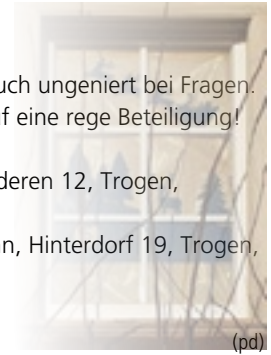 uch ungeniert bei Fragen.
f eine rege Beteiligung!
deren 12, Trogen,
n, Hinterdorf 19, Trogen,
(pd)